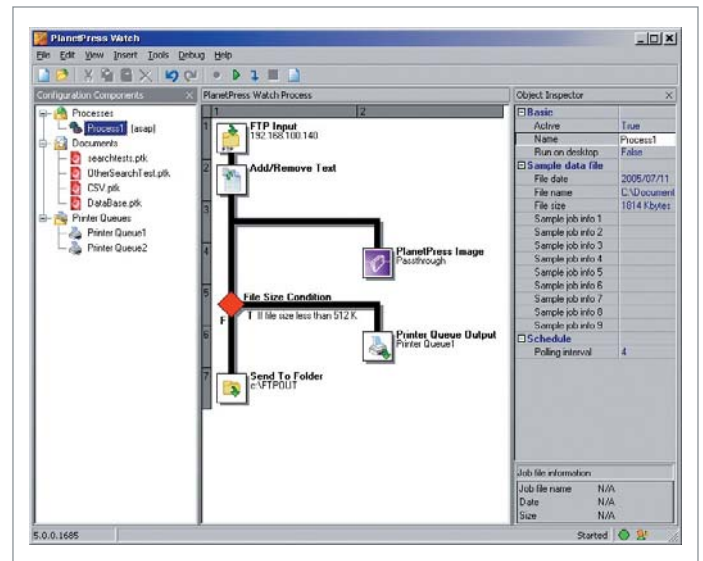 PlanetPress Watch
File Edit View Insert Tools Debug Help
Configuration Components
Processes
Process1 (asap)
Documents
searchtests.ptk
OtherSearchTest.ptk
CSV.ptk
DataBase.ptk
Printer Queues
Printer Queue1
Printer Queue2
PlanetPress Watch Process
1 2
1
FTP Input
192.168.100.140
2
Add/Remove Text
3
4
PlanetPress Image
Passthrough
5
File Size Condition
F T If file size less than 512 K
6
Printer Queue Output
Printer Queue1
7
Send To Folder
c:\FTPOUT
Object Inspector
Basic
Active True
Name Process1
Run on desktop False
Sample data file
File date 2005/07/11
File name C:\Document
File size 1814 Kbytes
Sample job info 1
Sample job info 2
Sample job info 3
Sample job info 4
Sample job info 5
Sample job info 6
Sample job info 7
Sample job info 8
Sample job info 9
Schedule
Polling interval 4
Job file information
Job file name N/A
Date N/A
Size N/A
5.0.0.1685
Started